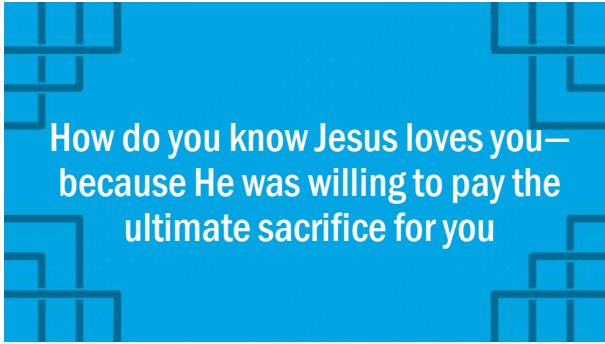 How do you know Jesus loves you—
because He was willing to pay the
ultimate sacrifice for you